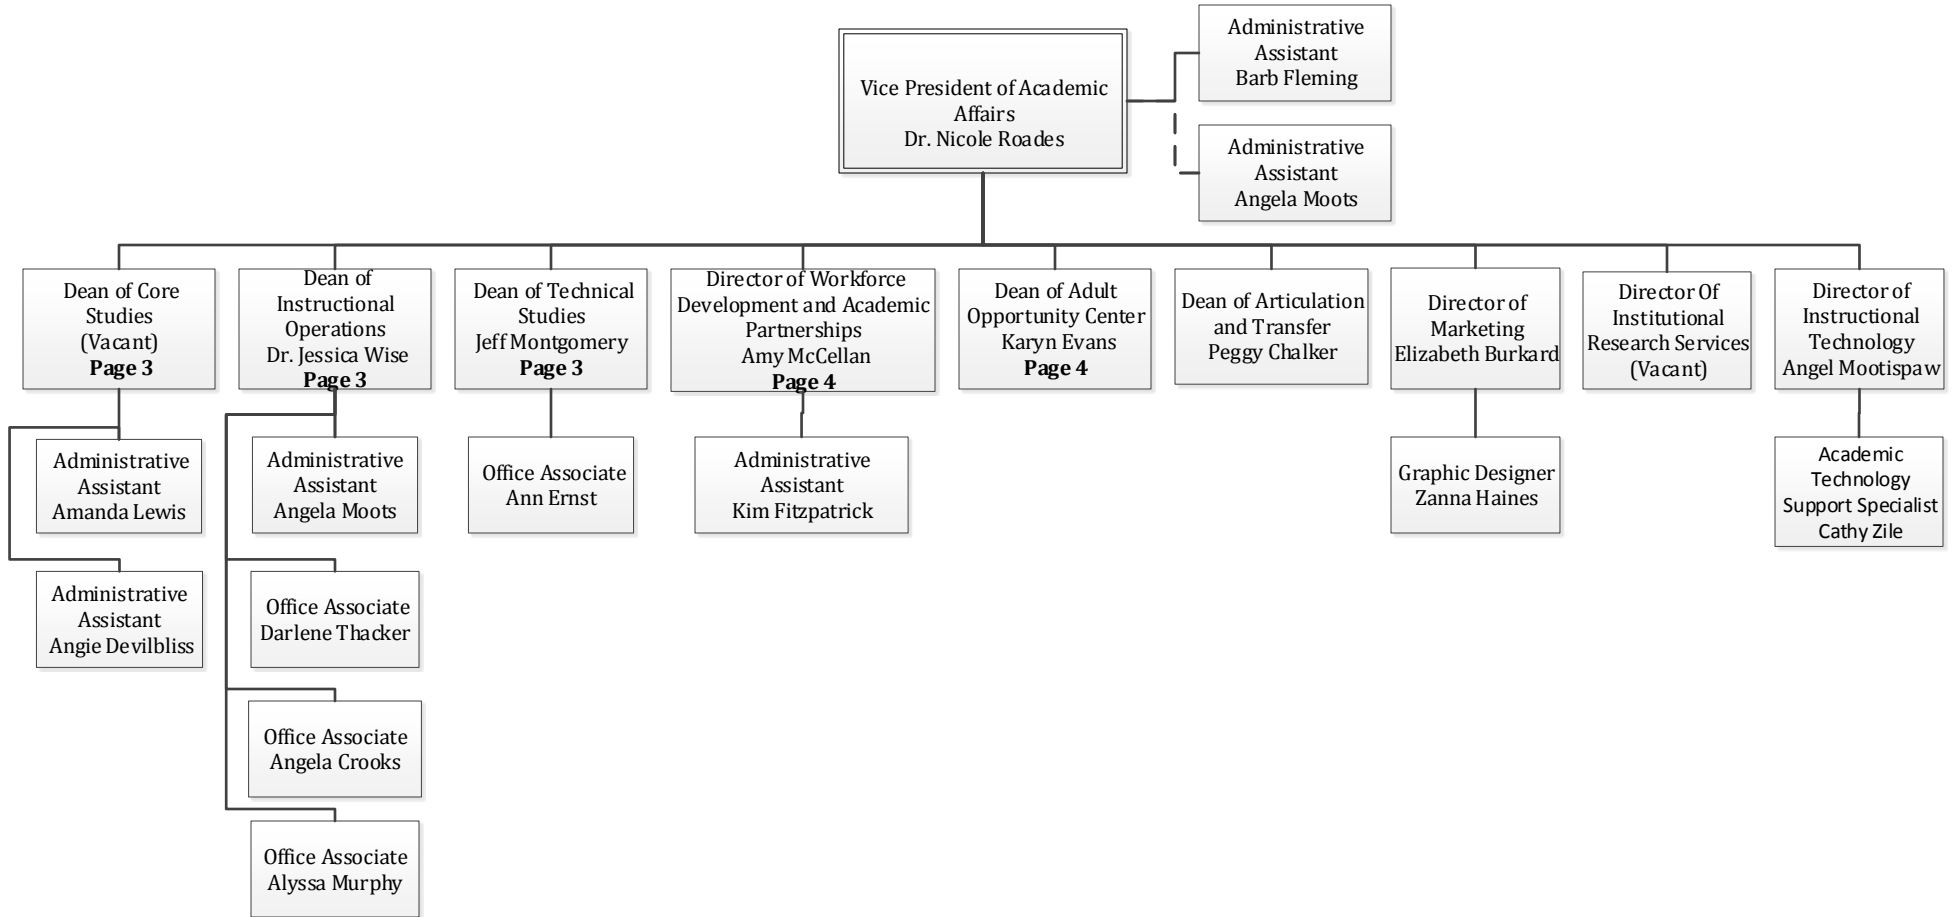 Vice President of Academic
Affairs
Dr. Nicole Roades
Administrative
Assistant
Barb Fleming
Administrative
Assistant
Angela Moots
Dean of Core
Studies
(Vacant)
Page 3
Dean of
Instructional
Operations
Dr. Jessica Wise
Page 3
Dean of Technical
Studies
Jeff Montgomery
Page 3
Director of Workforce
Development and Academic
Partnerships
Amy McCellan
Page 4
Dean of Adult
Opportunity Center
Karyn Evans
Page 4
Dean of Articulation
and Transfer
Peggy Chalker
Director of
Marketing
Elizabeth Burkard
Director Of
Institutional
Research Services
(Vacant)
Director of
Instructional
Technology
Angel Mootispaw
Administrative
Assistant
Amanda Lewis
Administrative
Assistant
Angela Moots
Office Associate
Ann Ernst
Administrative
Assistant
Kim Fitzpatrick
Graphic Designer
Zanna Haines
Academic
Technology
Support Specialist
Cathy Zile
Administrative
Assistant
Angie Devilbliss
Office Associate
Darlene Thacker
Office Associate
Angela Crooks
Office Associate
Alyssa Murphy